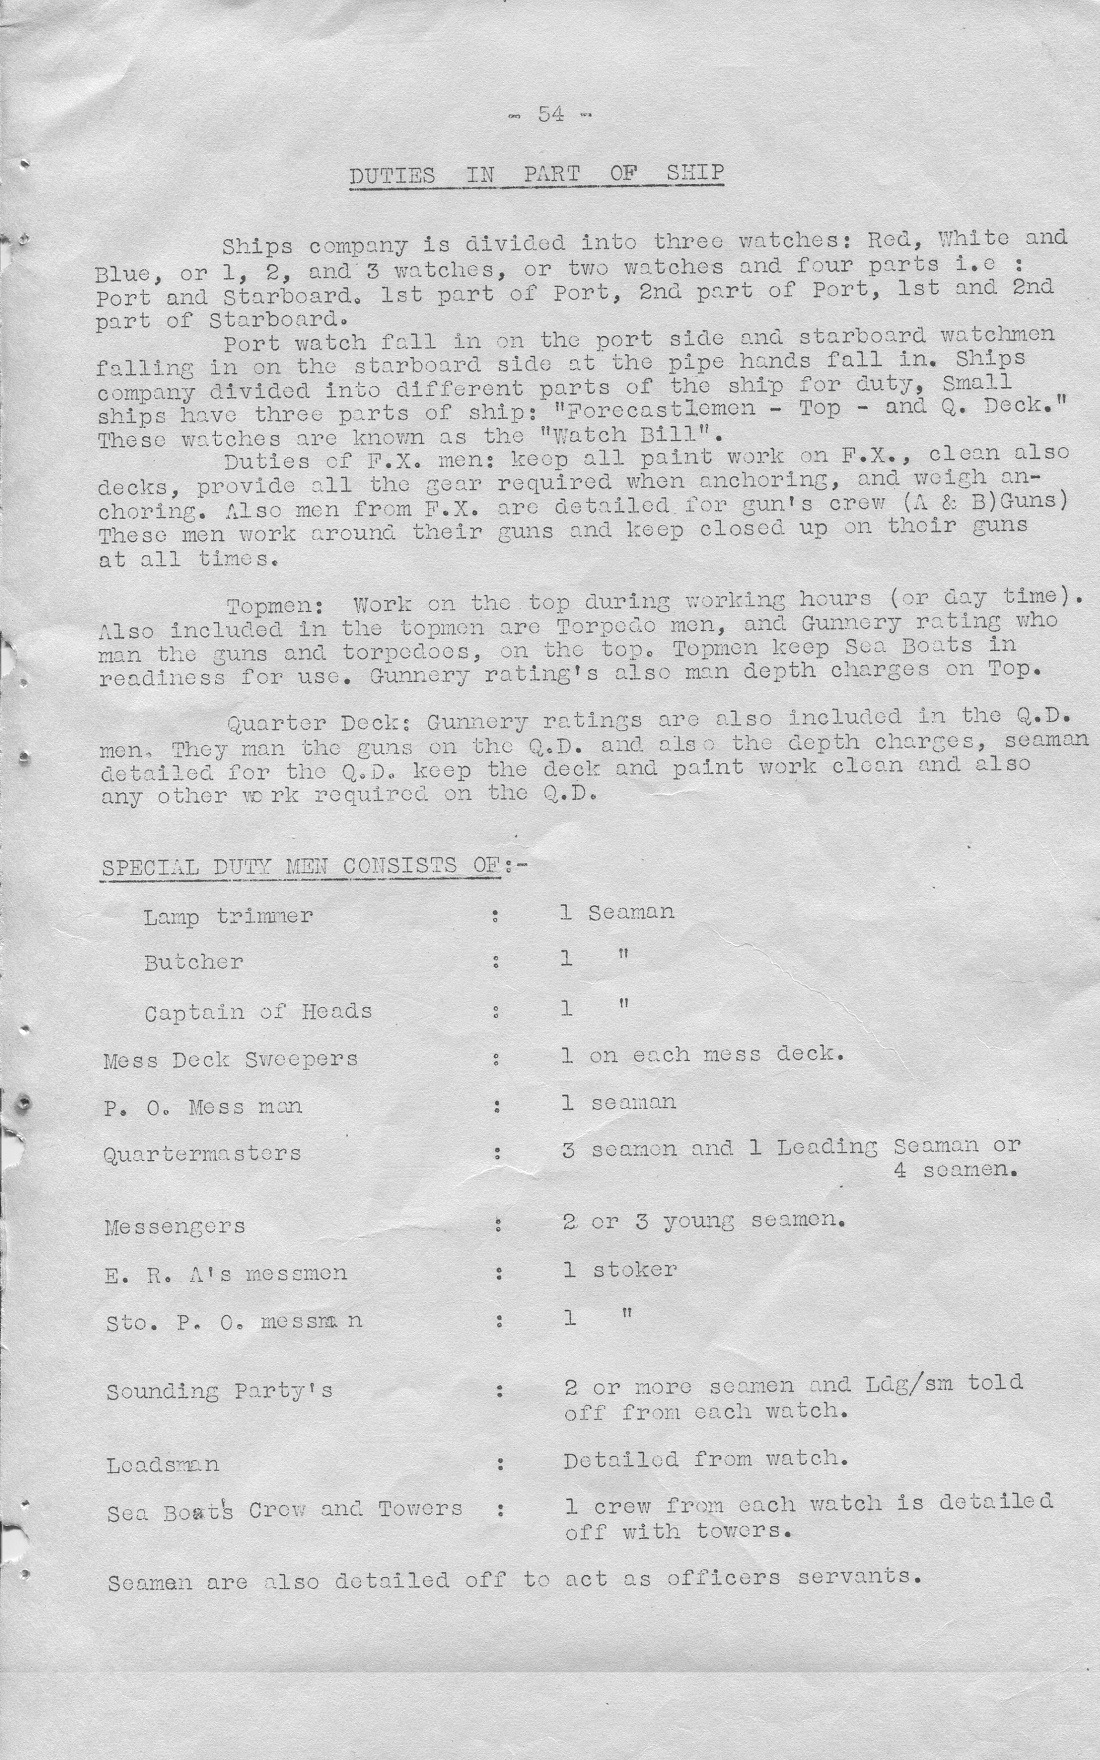 - 54 -
DUTIES IN PART OF SHIP
Ships company is divided into three watches: Red, White and
Blue, or 1, 2, and 3 watches, or two watches and four parts i.e :
Port and Starboard. 1st part of Port, 2nd part of Port, 1st and 2nd
part of Starboard.
Port watch fall in on the port side and starboard watchmen
falling in on the starboard side at the pipe hands fall in. Ships
company divided into different parts of the ship for duty, Small
ships have three parts of ship: "Forecastlemen - Top - and Q. Deck."
These watches are known as the "Watch Bill".
Duties of F.X. men: keep all paint work on F.X., clean also
decks, provide all the gear required when anchoring, and weigh an-
choring. Also men from F.X. are detailed for gun's crew (A & B)Guns)
These men work around their guns and keep closed up on their guns
at all times.
Topmen: Work on the top during working hours (or day time).
Also included in the topmen are Torpedo men, and Gunnery rating who
man the guns and torpedoes, on the top. Topmen keep Sea Boats in
readiness for use. Gunnery rating's also man depth charges on Top.
Quarter Deck: Gunnery ratings are also included in the Q.D.
men. They man the guns on the Q.D. and also the depth charges, seaman
detailed for the Q.D. keep the deck and paint work clean and also
any other work required on the Q.D.
SPECIAL DUTY MEN CONSISTS OF:-
Lamp trimmer : 1 Seaman
Butcher : 1 "
Captain of Heads : 1 "
Mess Deck Sweepers : 1 on each mess deck.
P. O. Mess man : 1 seaman
Quartermasters : 3 seamen and 1 Leading Seaman or
4 seamen.
Messengers : 2 or 3 young seamen.
E. R. A's messmen : 1 stoker
Sto. P. O. messman : 1 "
Sounding Party's : 2 or more seamen and Ldg/sm told
off from each watch.
Leadsman : Detailed from watch.
Sea Boat's Crew and Towers : 1 crew from each watch is detailed
off with towers.
Seamen are also detailed off to act as officers servants.